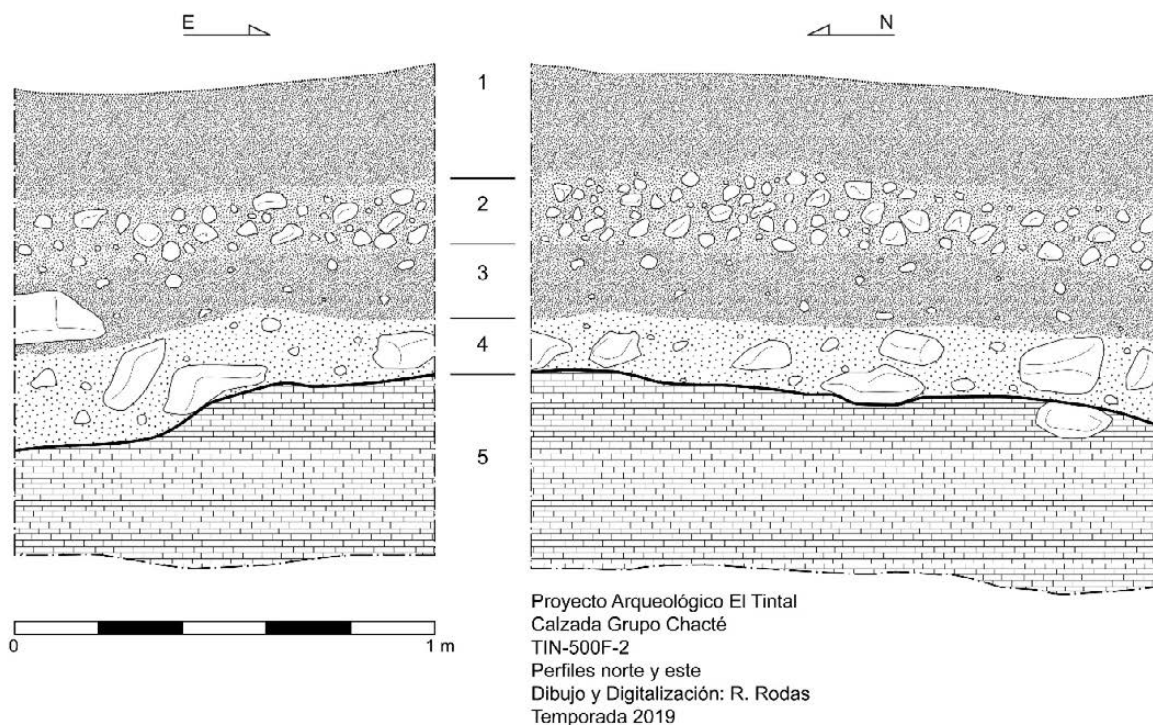 E
N
1
2
3
4
5
0
1 m
Proyecto Arqueológico El Tintal
Calzada Grupo Chacté
TIN-500F-2
Perfiles norte y este
Dibujo y Digitalización: R. Rodas
Temporada 2019